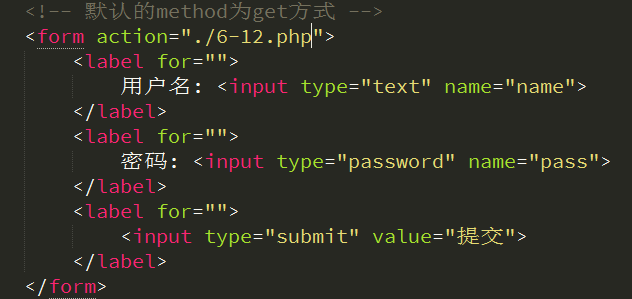 <!-- 默认的method为get方式 -->
<form action="./6-12.php">
<label for="">
用户名: <input type="text" name="name">
</label>
<label for="">
密码: <input type="password" name="pass">
</label>
<label for="">
<input type="submit" value="提交">
</label>
</form>